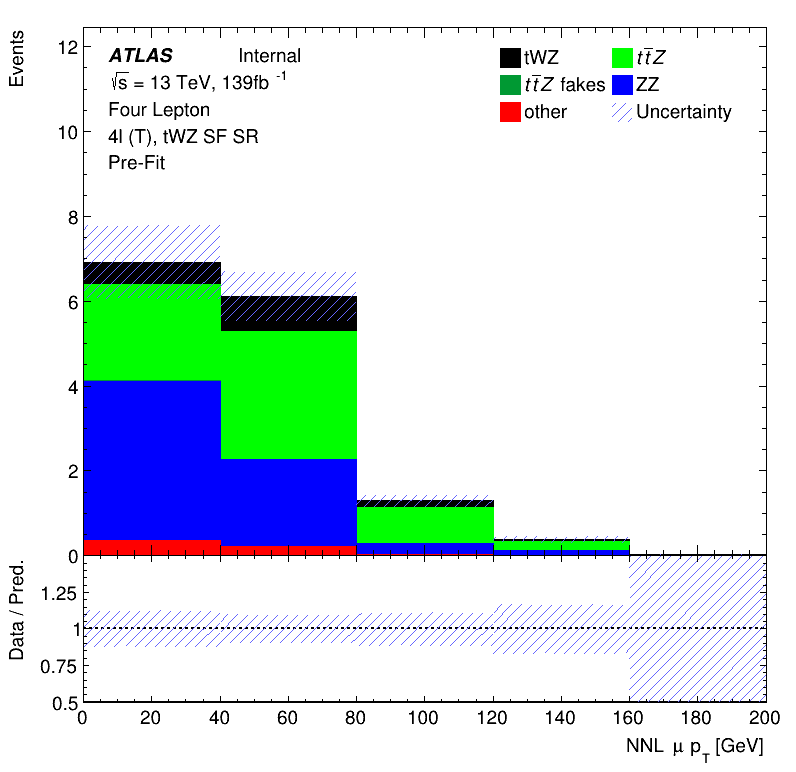 Events
12
10
8
6
4
2
0
ATLAS Internal
√s = 13 TeV, 139fb -1
Four Lepton
4l (T), tWZ SF SR
Pre-Fit
tWZ tt̄Z
tt̄Z fakes ZZ
other Uncertainty
Data / Pred.
1.25
1
0.75
0.5
0 20 40 60 80 100 120 140 160 180 200
NNL μ pT [GeV]